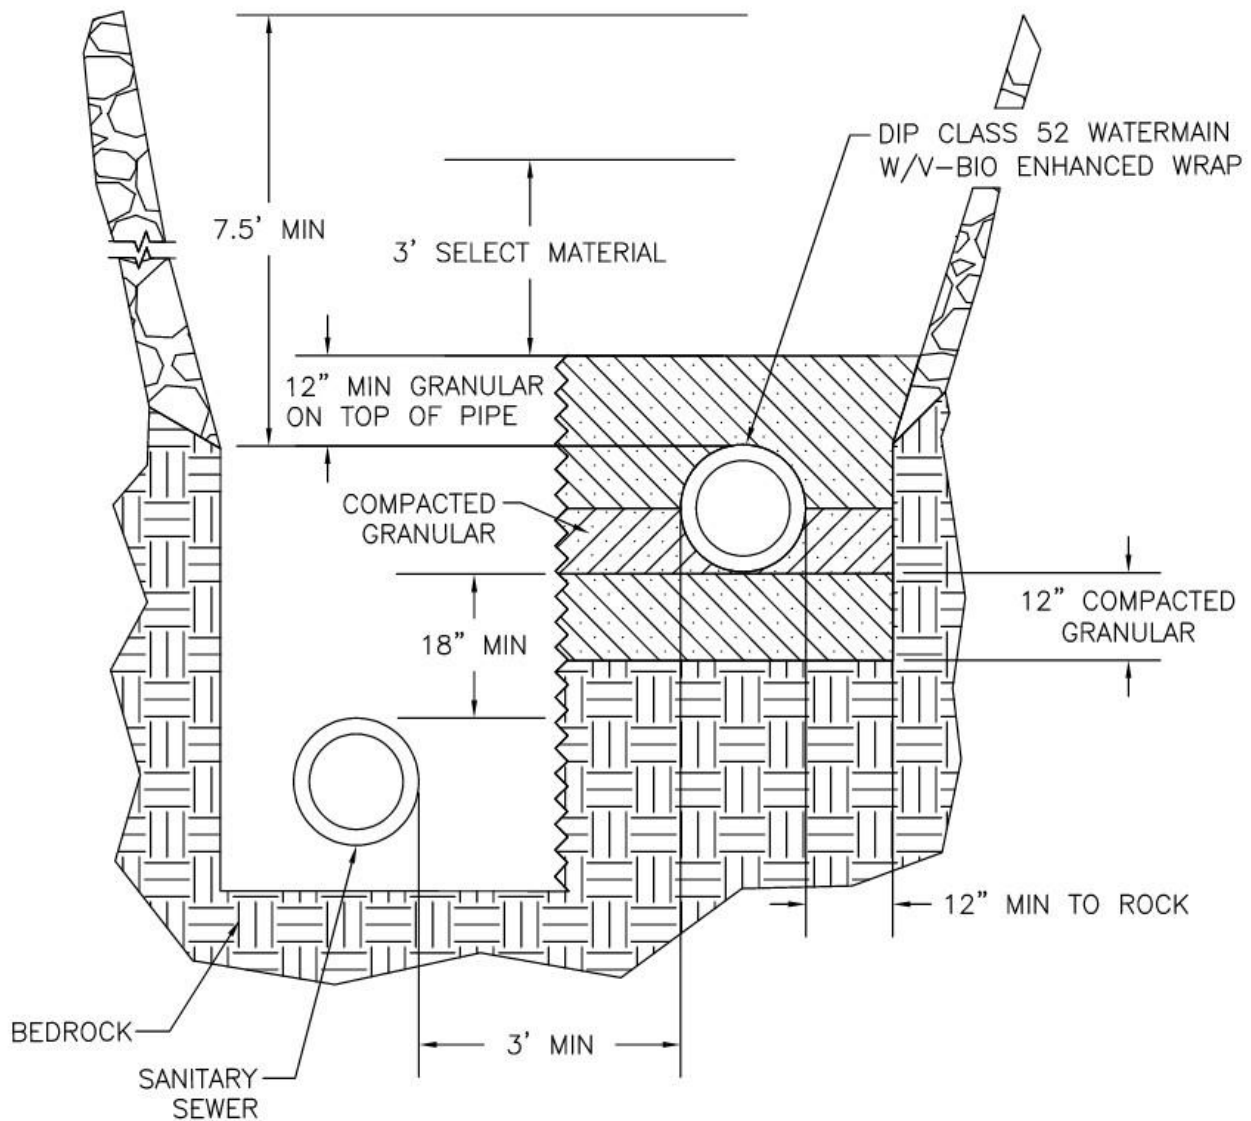 DIP CLASS 52 WATERMAIN
W/V-BIO ENHANCED WRAP
7.5' MIN
3' SELECT MATERIAL
12" MIN GRANULAR
ON TOP OF PIPE
COMPACTED
GRANULAR
18" MIN
12" COMPACTED
GRANULAR
12" MIN TO ROCK
BEDROCK
3' MIN
SANITARY
SEWER